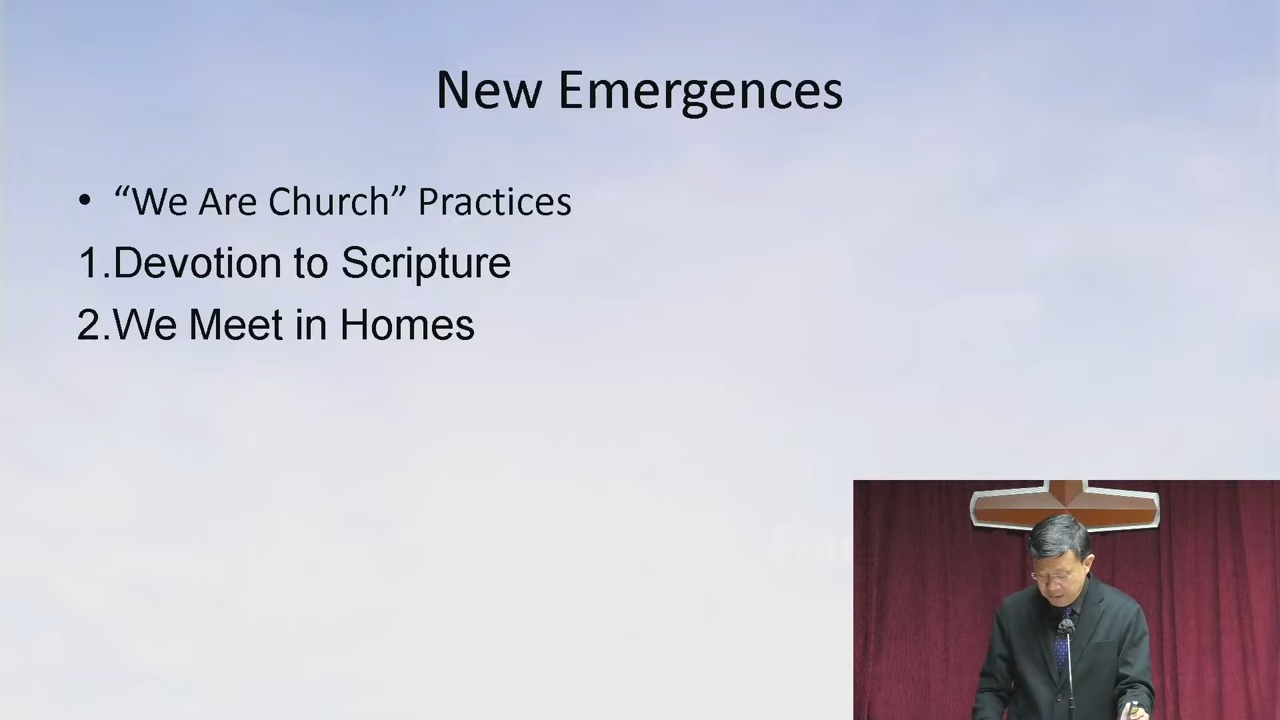 New Emergences
• “We Are Church” Practices
1.Devotion to Scripture
2.We Meet in Homes